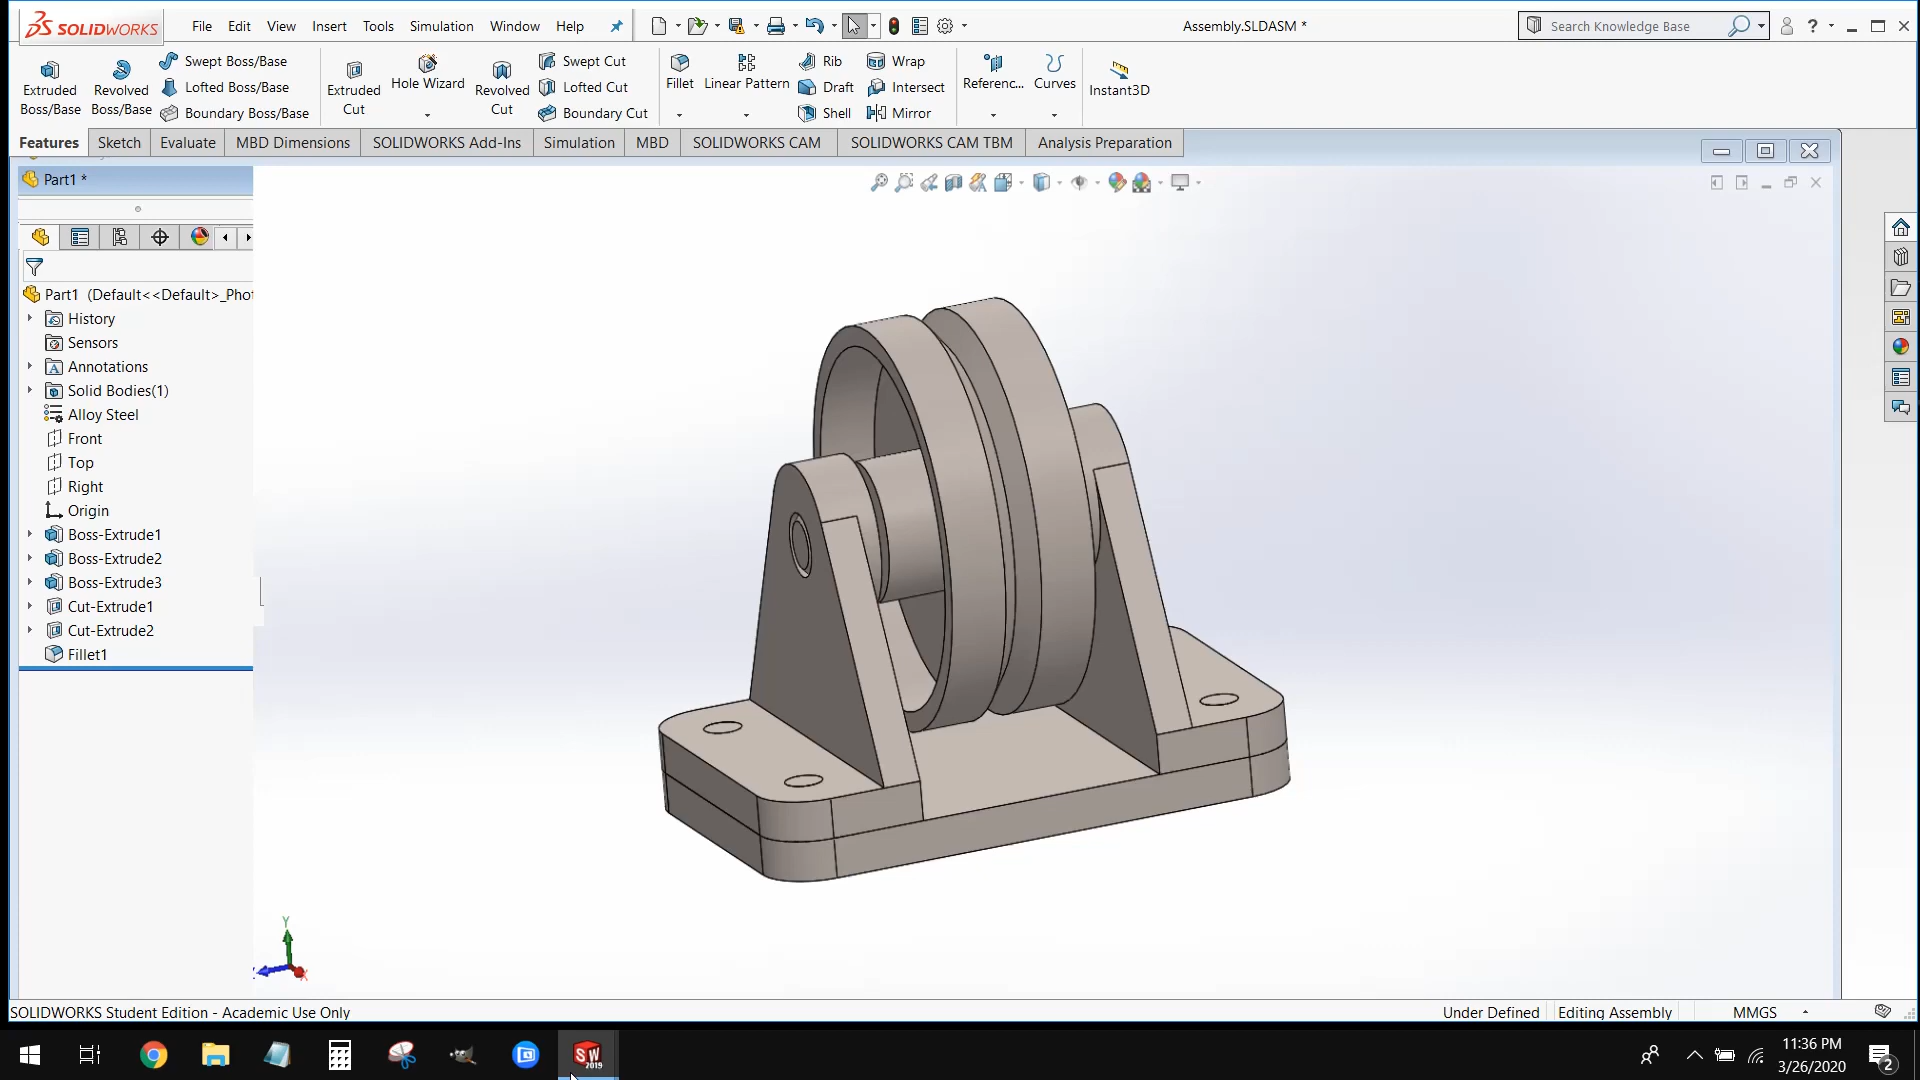 SOLIDWORKS
File Edit View Insert Tools Simulation Window Help
Assembly.SLDASM *
Search Knowledge Base
?
Extruded Boss/Base
Revolved Boss/Base
Swept Boss/Base
Lofted Boss/Base
Boundary Boss/Base
Extruded Cut
Hole Wizard
Revolved Cut
Swept Cut
Lofted Cut
Boundary Cut
Fillet
Linear Pattern
Rib
Draft
Shell
Wrap
Intersect
Mirror
Referenc...
Curves
Instant3D
Features Sketch Evaluate MBD Dimensions SOLIDWORKS Add-Ins Simulation MBD SOLIDWORKS CAM SOLIDWORKS CAM TBM Analysis Preparation
Part1 *
Part1 (Default<<Default>_Phot
History
Sensors
A Annotations
Solid Bodies(1)
Alloy Steel
Front
Top
Right
Origin
Boss-Extrude1
Boss-Extrude2
Boss-Extrude3
Cut-Extrude1
Cut-Extrude2
Fillet1
Y
X
SOLIDWORKS Student Edition - Academic Use Only
Under Defined
Editing Assembly
MMGS
SW
2019
11:36 PM
3/26/2020
2